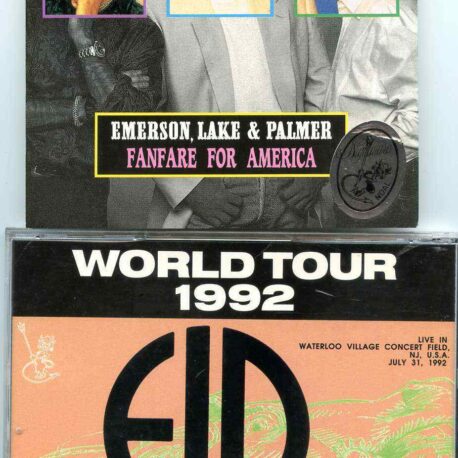 EMERSON, LAKE & PALMER
FANFARE FOR AMERICA
WORLD TOUR
1992
LIVE IN
WATERLOO VILLAGE CONCERT FIELD,
NJ, U.S.A.
JULY 31, 1992
ELP